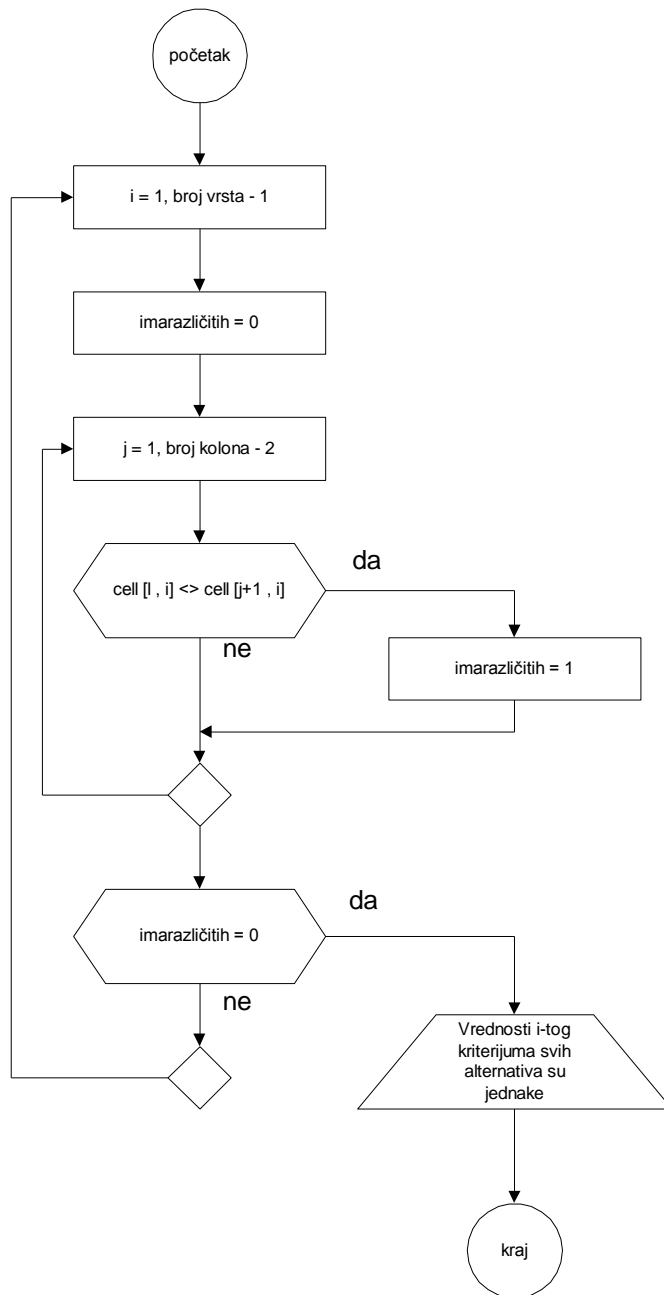 početak
i = 1, broj vrsta - 1
imarazličitih = 0
j = 1, broj kolona - 2
cell [l , i] <> cell [j+1 , i]
da
ne
imarazličitih = 1
imarazličitih = 0
da
ne
Vrednosti i-tog
kriterijuma svih
alternativa su
jednake
kraj